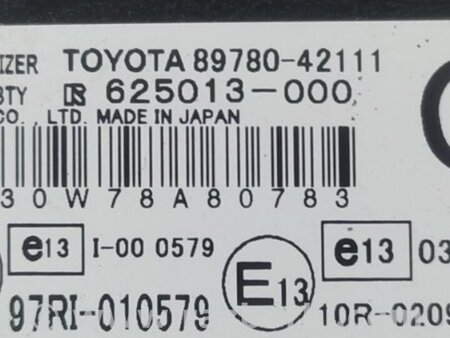 IZER TOYOTA 89780-42111
BTY 625013-000
CO., LTD. MADE IN JAPAN
30W78A80783
e13 I-00 0579
e13 03
97RI-010579
E13
10R-0209